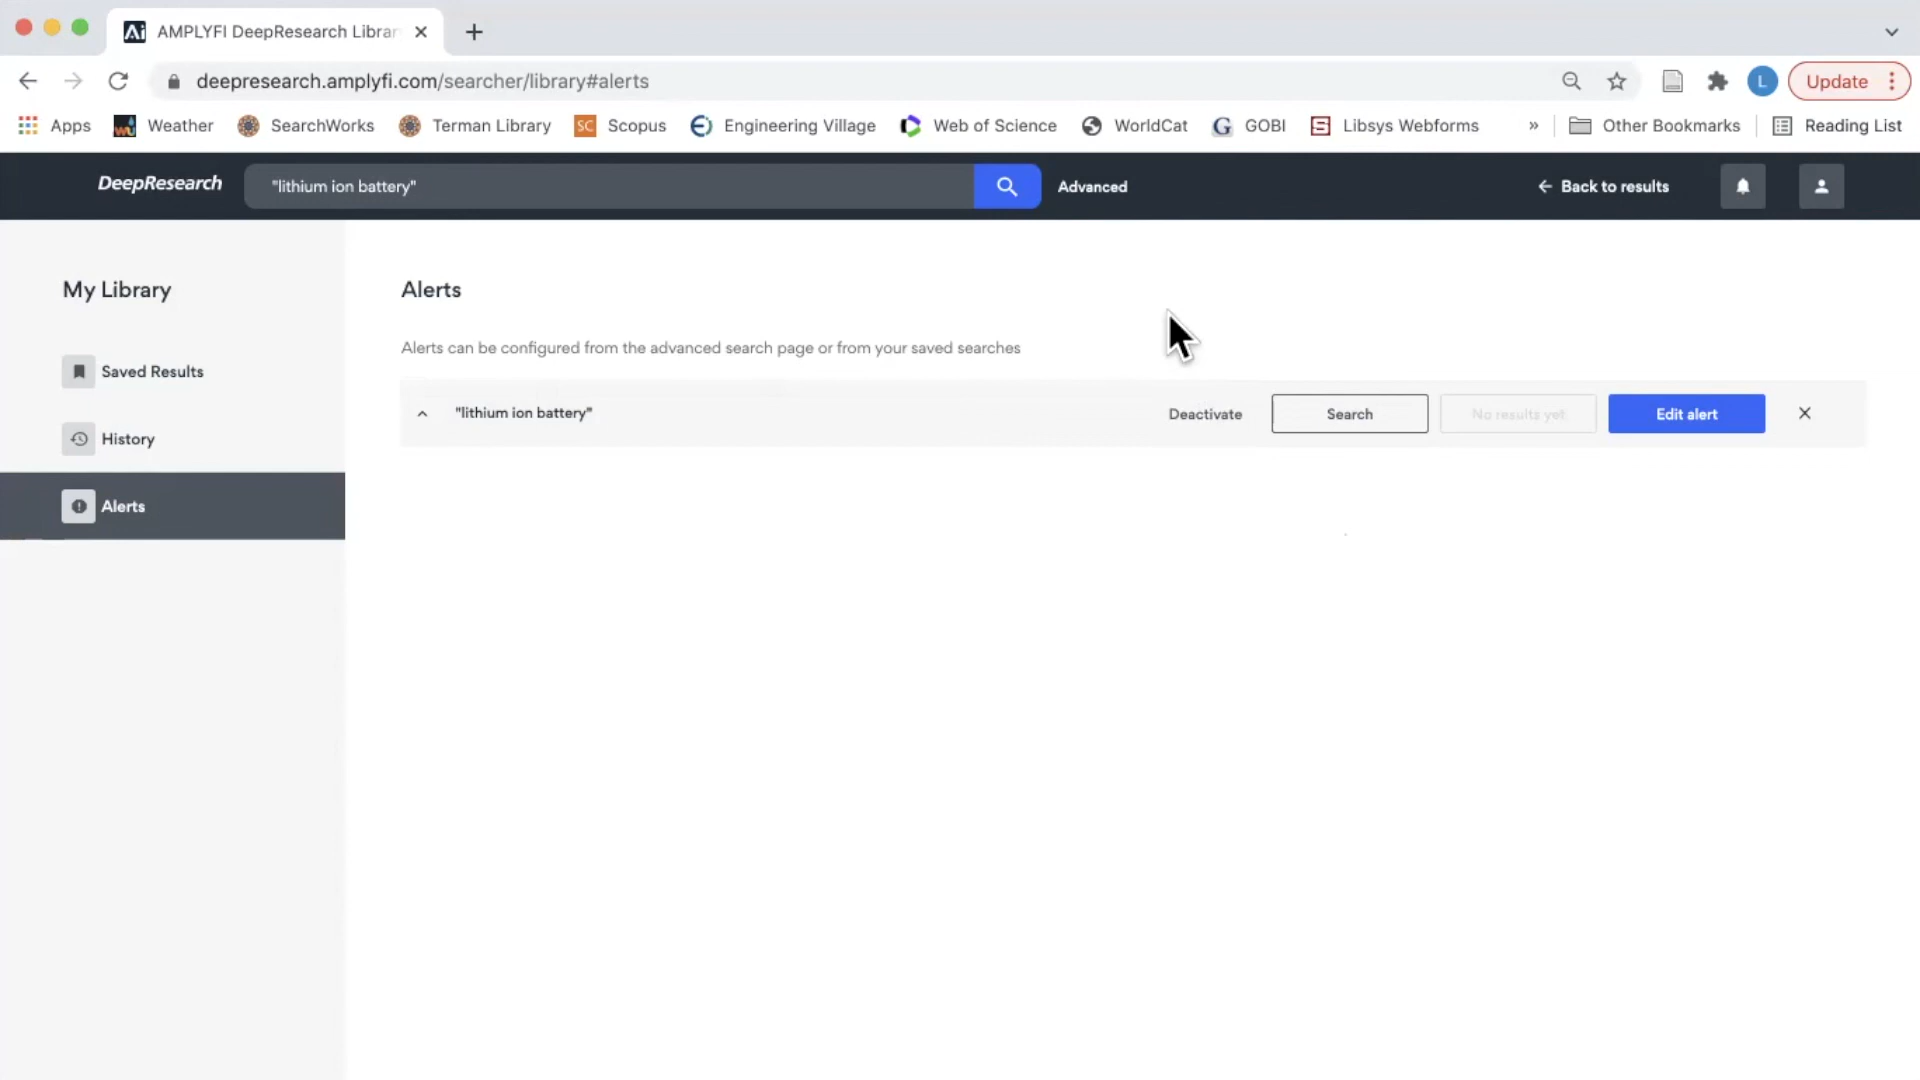 AMPLYFI DeepResearch Librar
deepresearch.amplyfi.com/searcher/library#alerts
L
Update
Apps
Weather
SearchWorks
Terman Library
SC
Scopus
Engineering Village
Web of Science
WorldCat
G
GOBI
Libsys Webforms
»
Other Bookmarks
Reading List
DeepResearch
"lithium ion battery"
Advanced
Back to results
My Library
Saved Results
History
Alerts
Alerts
Alerts can be configured from the advanced search page or from your saved searches
"lithium ion battery"
Deactivate
Search
No results yet
Edit alert